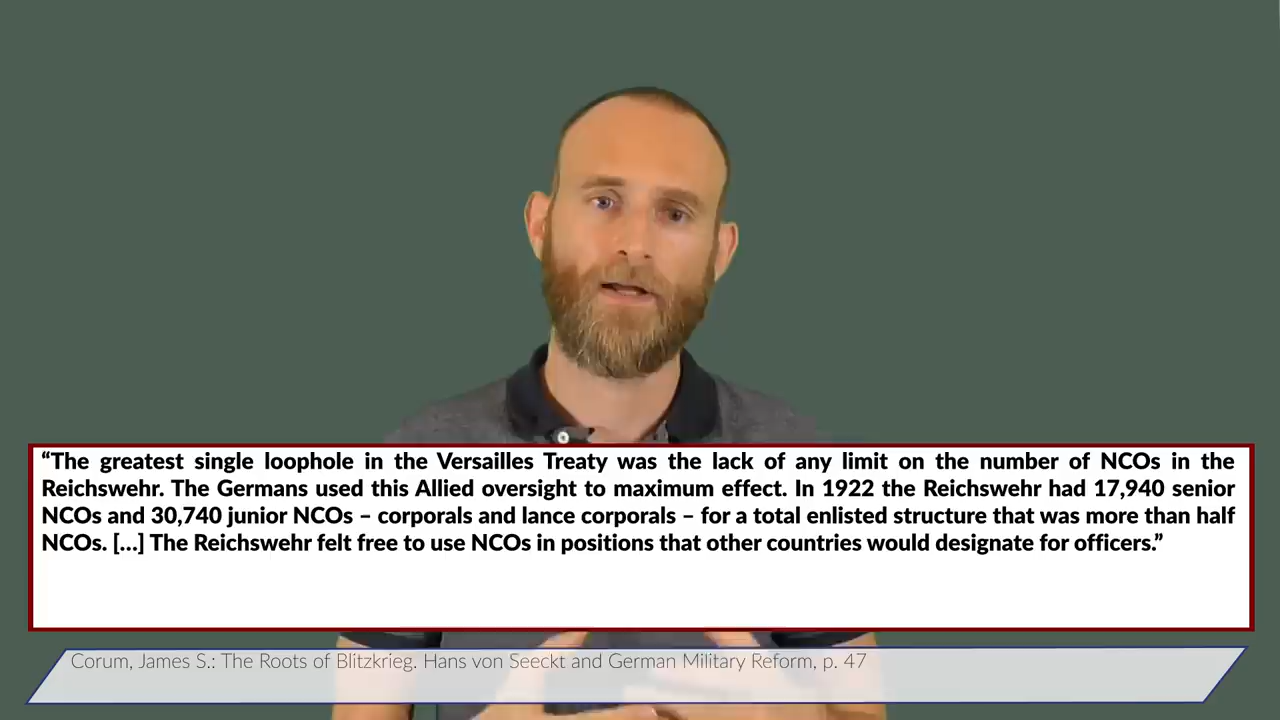 “The greatest single loophole in the Versailles Treaty was the lack of any limit on the number of NCOs in the
Reichswehr. The Germans used this Allied oversight to maximum effect. In 1922 the Reichswehr had 17,940 senior
NCOs and 30,740 junior NCOs – corporals and lance corporals – for a total enlisted structure that was more than half
NCOs. [...] The Reichswehr felt free to use NCOs in positions that other countries would designate for officers.”
Corum, James S.: The Roots of Blitzkrieg. Hans von Seeckt and German Military Reform, p. 47